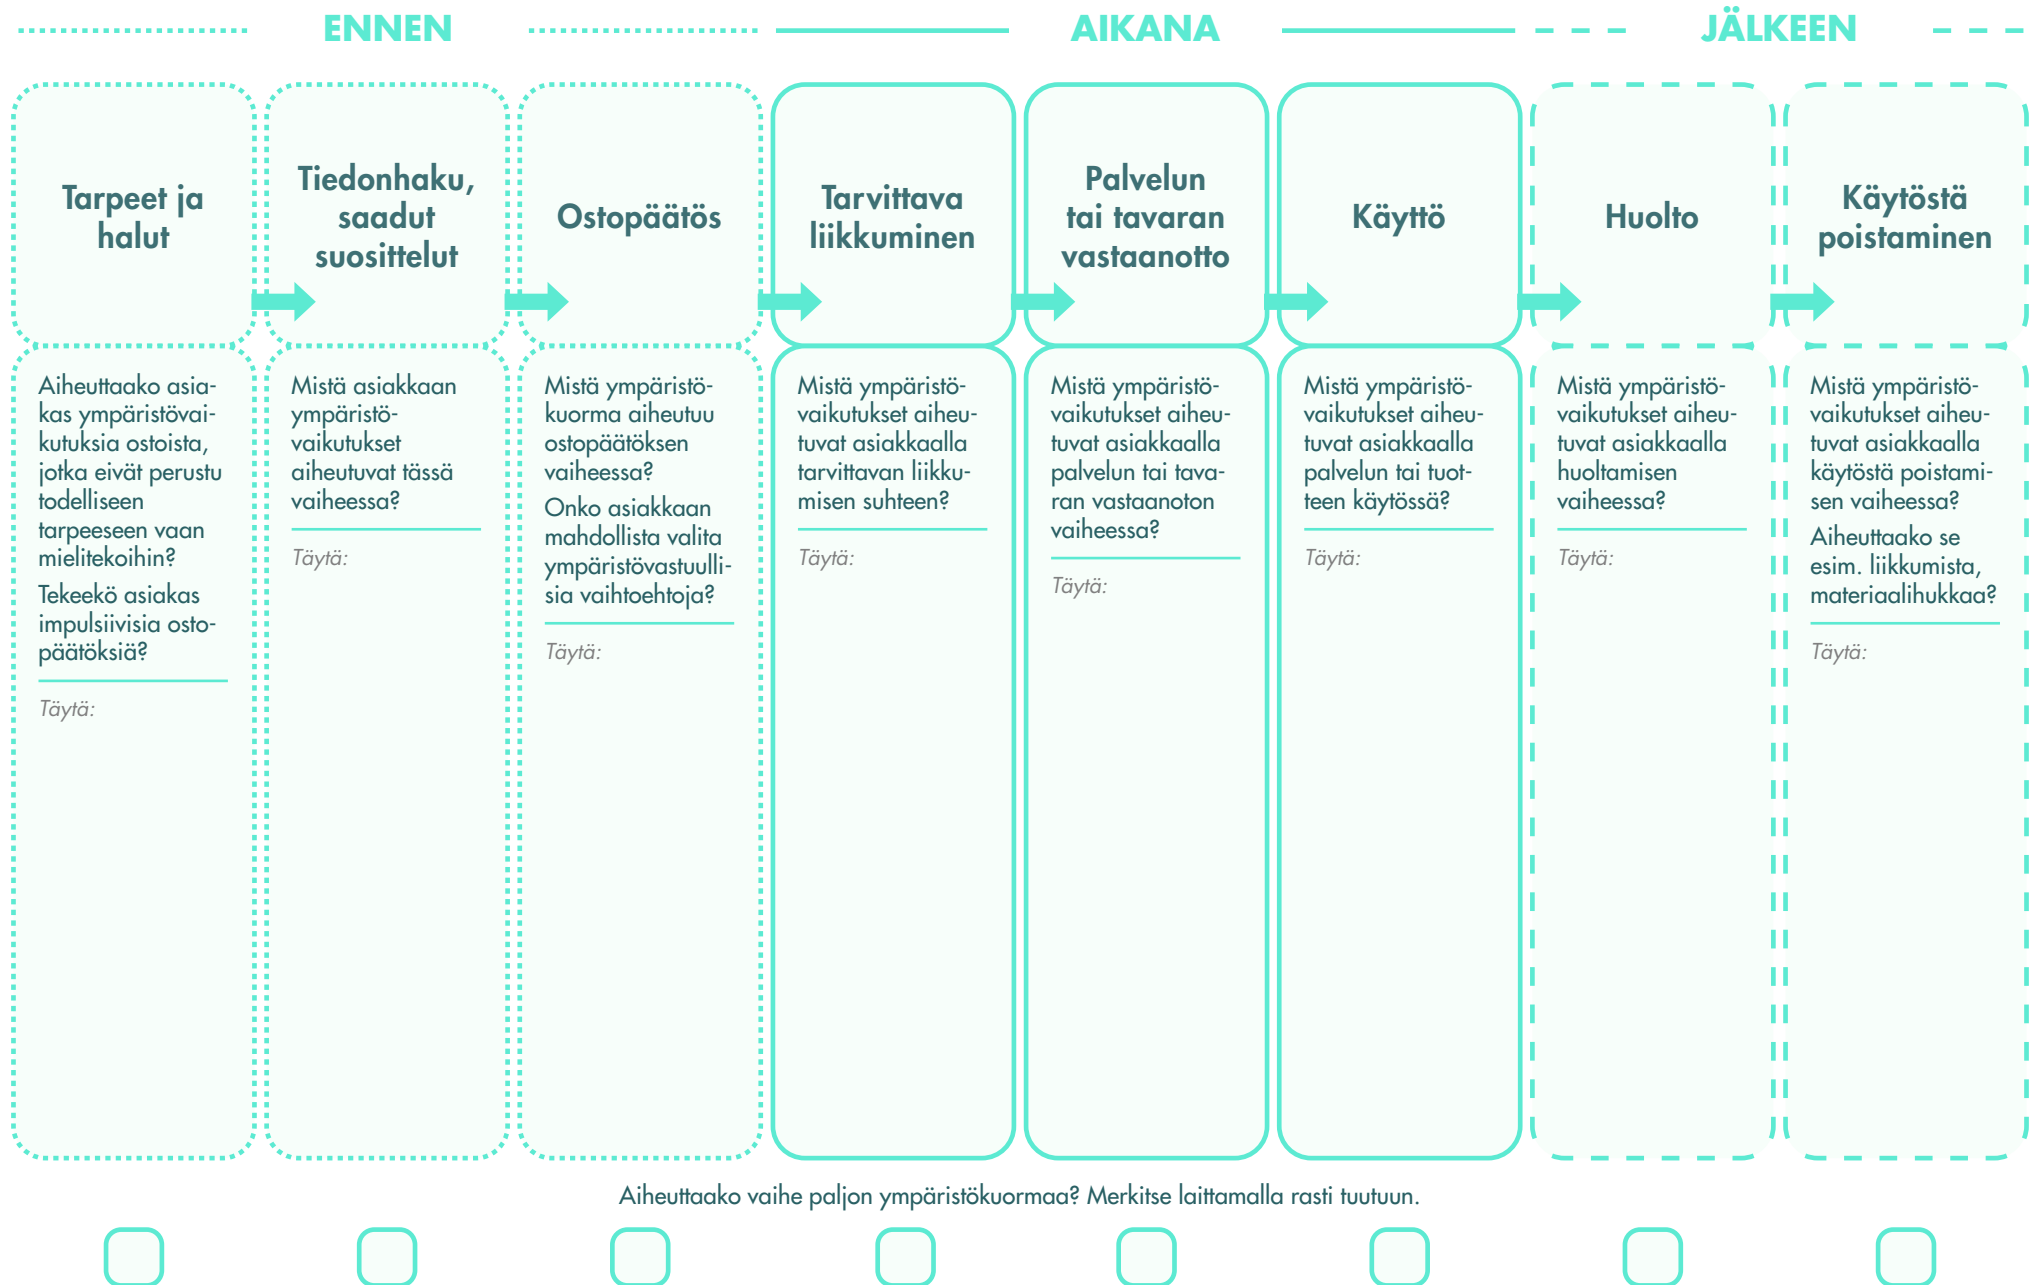 ENNEN
AIKANA
JÄLKEEN
Tarpeet ja
halut
Tiedonhaku,
saadut
suosittelut
Ostopäätös
Tarvittava
liikkuminen
Palvelun
tai tavaran
vastaanotto
Käyttö
Huolto
Käytöstä
poistaminen
Aiheuttaako asia-
kas ympäristövai-
kutuksia ostoista,
jotka eivät perustu
todelliseen
tarpeeseen vaan
mielitekoihin?
Tekeekö asiakas
impulsiivisia osto-
päätöksiä?
Täytä:
Mistä asiakkaan
ympäristö-
vaikutukset
aiheutuvat tässä
vaiheessa?
Täytä:
Mistä ympäristö-
kuorma aiheutuu
ostopäätöksen
vaiheessa?
Onko asiakkaan
mahdollista valita
ympäristövastuulli-
sia vaihtoehtoja?
Täytä:
Mistä ympäristö-
vaikutukset aiheu-
tuvat asiakkaalla
tarvittavan liikku-
misen suhteen?
Täytä:
Mistä ympäristö-
vaikutukset aiheu-
tuvat asiakkaalla
palvelun tai tava-
ran vastaanoton
vaiheessa?
Täytä:
Mistä ympäristö-
vaikutukset aiheu-
tuvat asiakkaalla
palvelun tai tuot-
teen käytössä?
Täytä:
Mistä ympäristö-
vaikutukset aiheu-
tuvat asiakkaalla
huoltamisen
vaiheessa?
Täytä:
Mistä ympäristö-
vaikutukset aiheu-
tuvat asiakkaalla
käytöstä poistami-
sen vaiheessa?
Aiheuttaako se
esim. liikkumista,
materiaalihukkaa?
Täytä:
Aiheuttaako vaihe paljon ympäristökuormaa? Merkitse laittamalla rasti tuutuun.